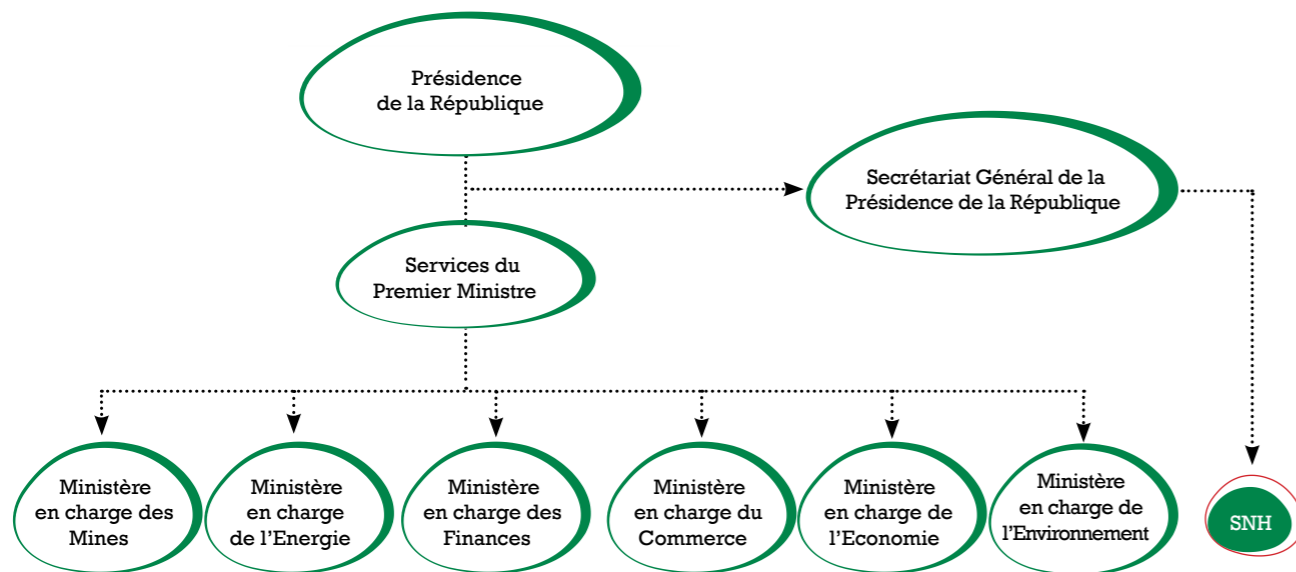 Présidence
de la République
Secrétariat Général de la
Présidence de la République
Services du
Premier Ministre
Ministère
en charge des
Mines
Ministère
en charge
de l'Energie
Ministère
en charge des
Finances
Ministère
en charge du
Commerce
Ministère
en charge de
l'Economie
Ministère
en charge de
l'Environnement
SNH